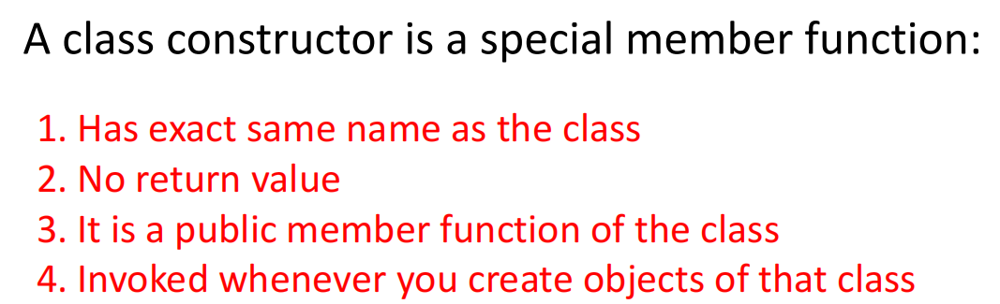 A class constructor is a special member function:
1. Has exact same name as the class
2. No return value
3. It is a public member function of the class
4. Invoked whenever you create objects of that class